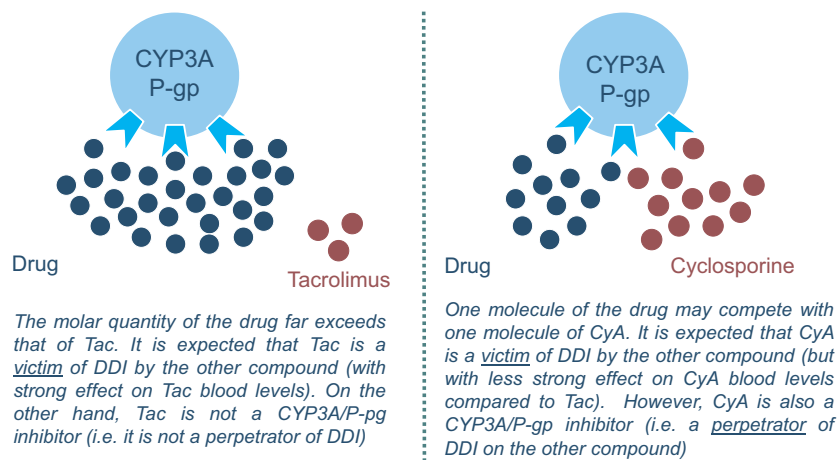 CYP3A
P-gp
Drug
Tacrolimus
The molar quantity of the drug far exceeds
that of Tac. It is expected that Tac is a
victim of DDI by the other compound (with
strong effect on Tac blood levels). On the
other hand, Tac is not a CYP3A/P-pg
inhibitor (i.e. it is not a perpetrator of DDI)
CYP3A
P-gp
Drug
Cyclosporine
One molecule of the drug may compete with
one molecule of CyA. It is expected that CyA
is a victim of DDI by the other compound (but
with less strong effect on CyA blood levels
compared to Tac). However, CyA is also a
CYP3A/P-gp inhibitor (i.e. a perpetrator of
DDI on the other compound)